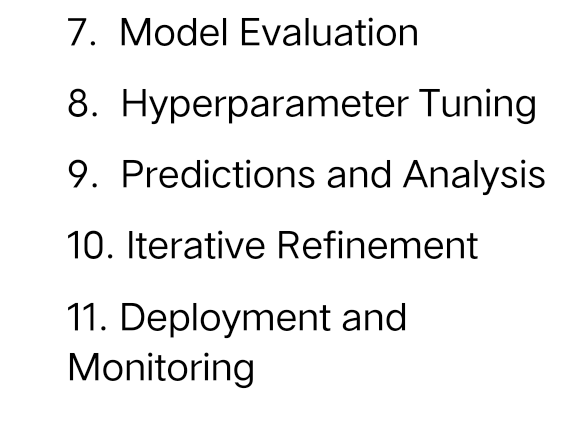 7. Model Evaluation
8. Hyperparameter Tuning
9. Predictions and Analysis
10. Iterative Refinement
11. Deployment and
Monitoring